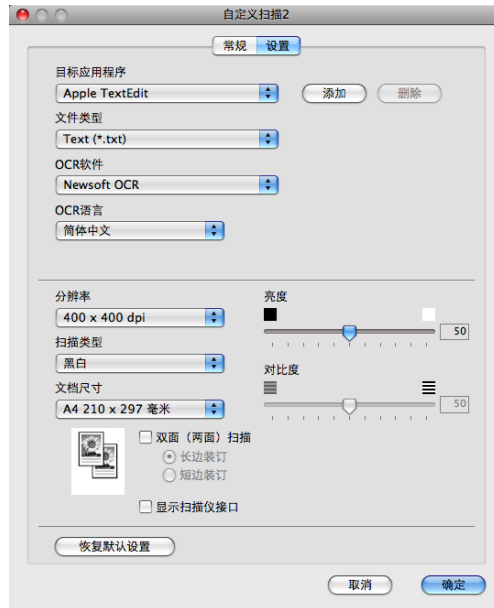 自定义扫描2
常规 设置
目标应用程序
Apple TextEdit
添加 删除
文件类型
Text (*.txt)
OCR软件
Newsoft OCR
OCR语言
简体中文
分辨率
400 x 400 dpi
扫描类型
黑白
文档尺寸
A4 210 x 297 毫米
亮度
50
对比度
50
双面（两面）扫描
长边装订
短边装订
显示扫描仪接口
恢复默认设置
取消 确定